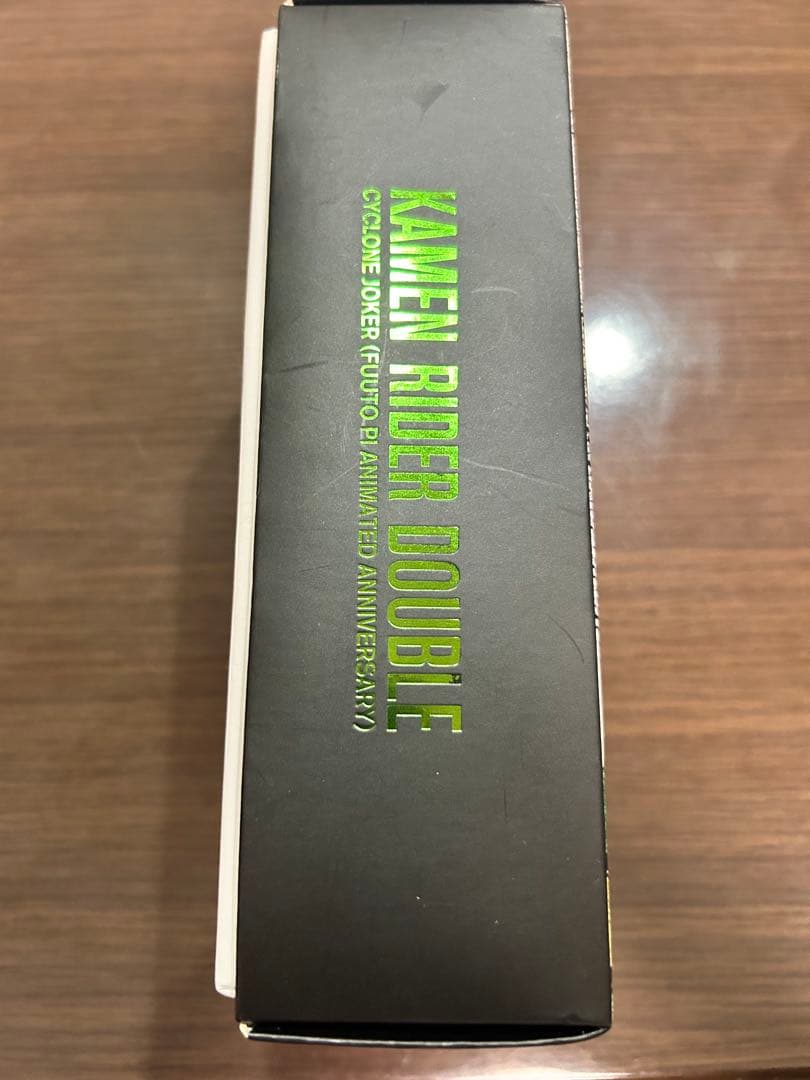 KAMEN RIDER DOUBLE
CYCLONE JOKER (FUUTO PI ANIMATED ANNIVERSARY)